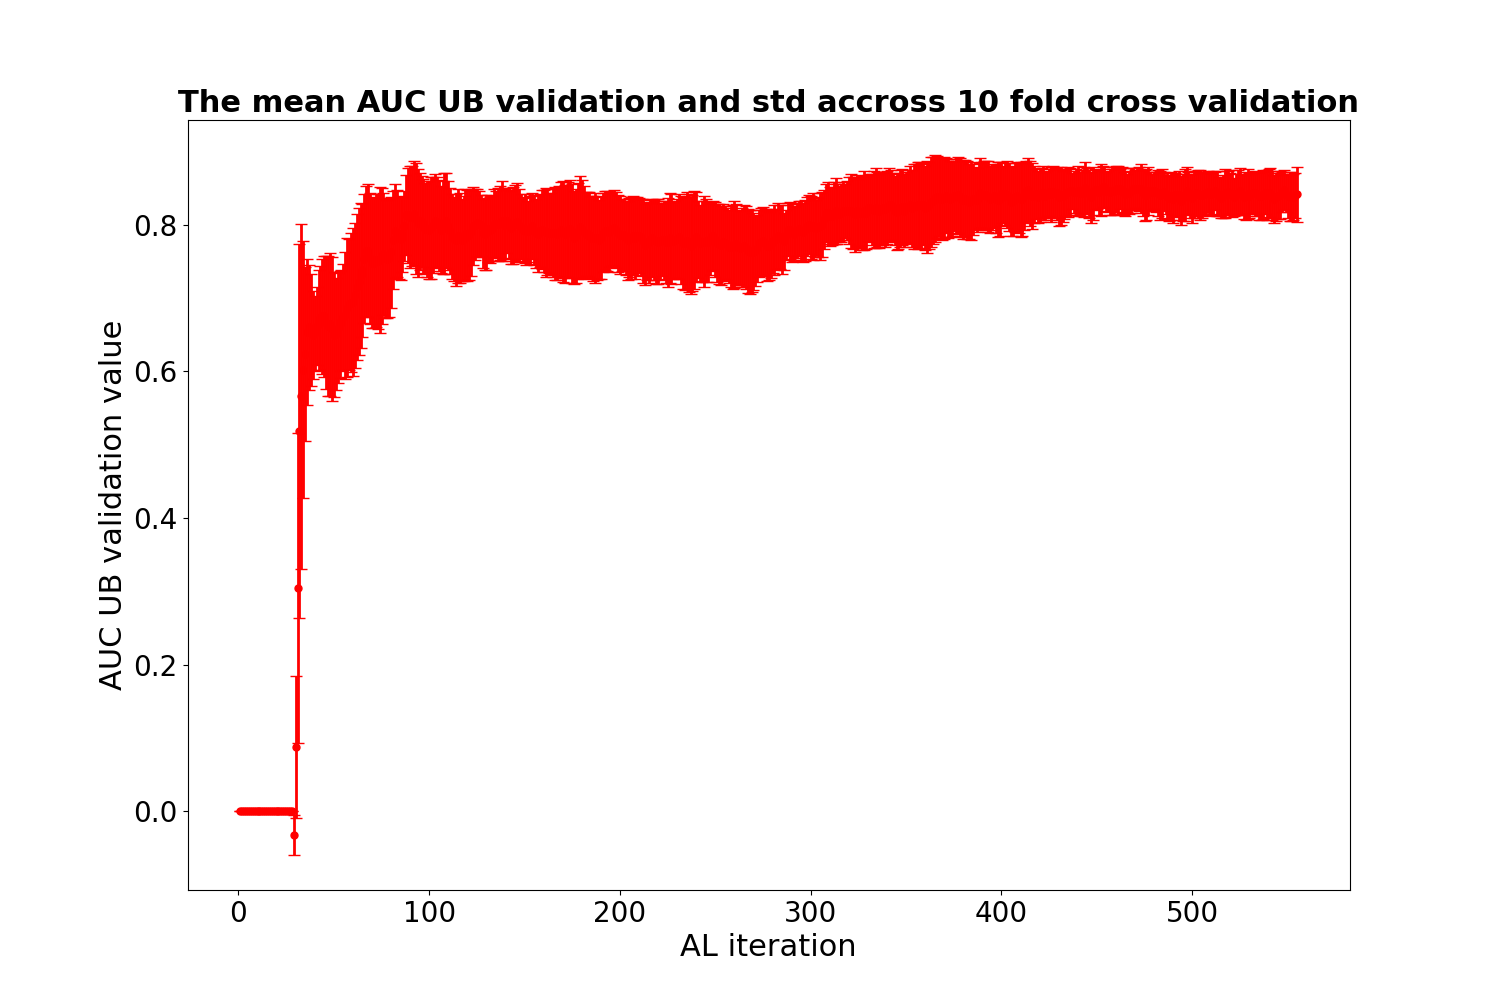 The mean AUC UB validation and std accross 10 fold cross validation
AUC UB validation value
0.8
0.6
0.4
0.2
0.0
0 100 200 300 400 500
AL iteration